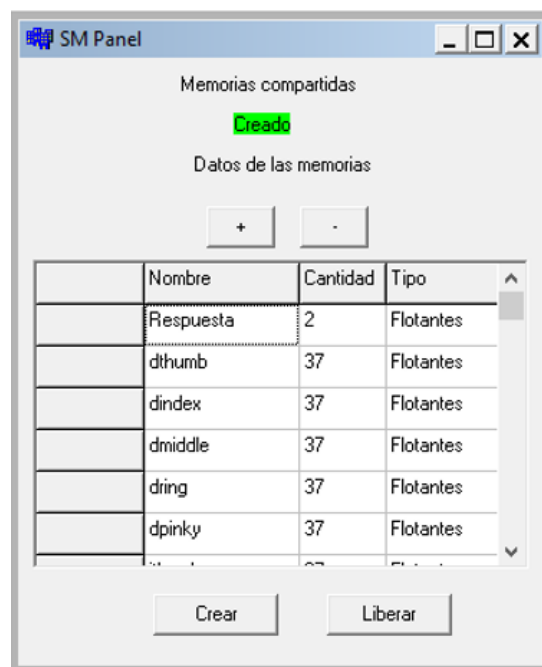 SM Panel
Memorias compartidas
Creado
Datos de las memorias
+ -
Nombre Cantidad Tipo
Respuesta 2 Flotantes
dthumb 37 Flotantes
dindex 37 Flotantes
dmiddle 37 Flotantes
dring 37 Flotantes
dpinky 37 Flotantes
Crear Liberar